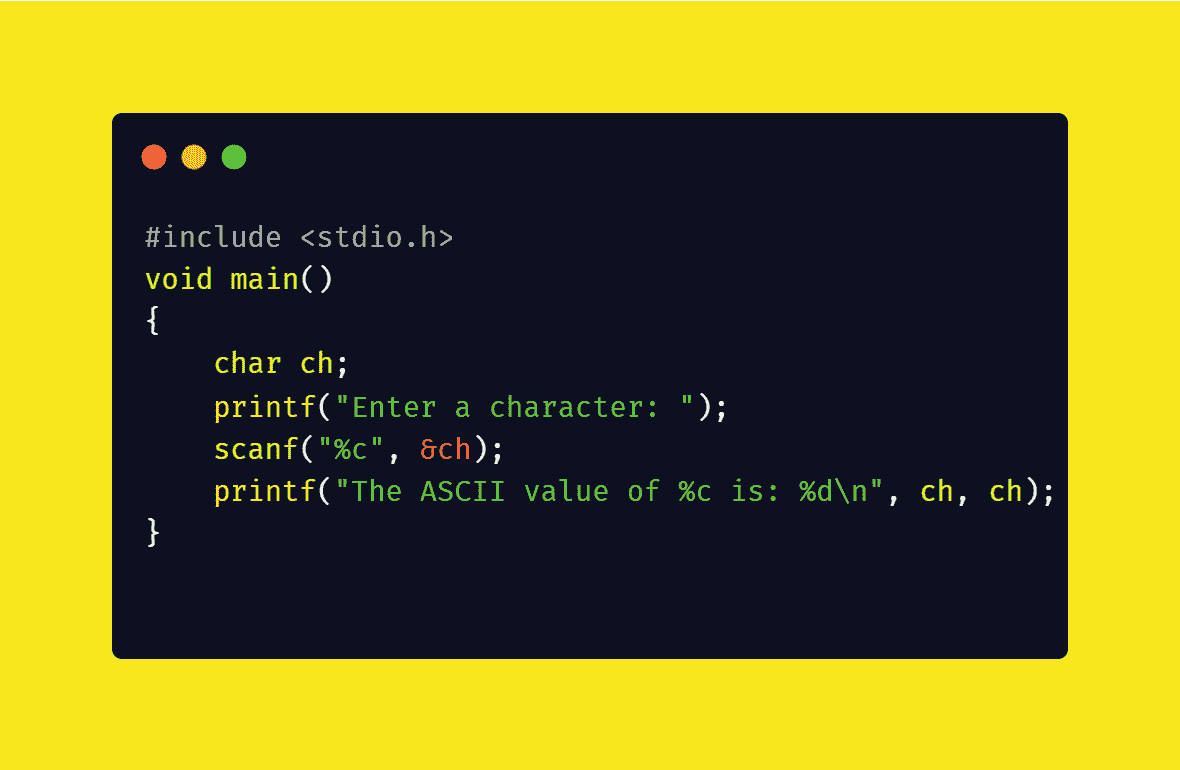 #include <stdio.h>
void main()
{
    char ch;
    printf("Enter a character: ");
    scanf("%c", &ch);
    printf("The ASCII value of %c is: %d\n", ch, ch);
}